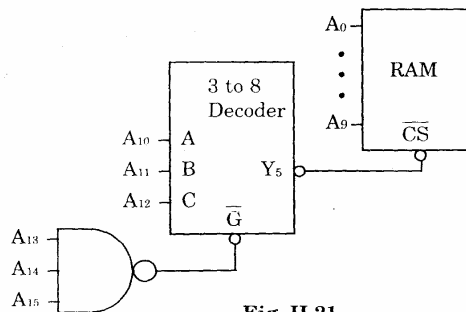 A0
RAM
A9
CS
3 to 8
Decoder
A10 A
A11 B Y5
A12 C
G
A13
A14
A15
Fig. II.21